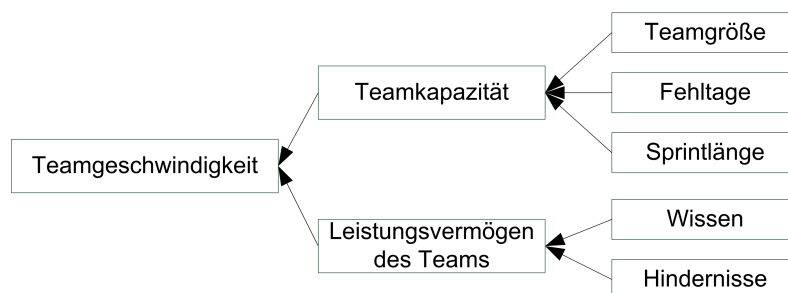 Teamgröße
Teamkapazität
Fehltage
Sprintlänge
Teamgeschwindigkeit
Leistungsvermögen
des Teams
Wissen
Hindernisse